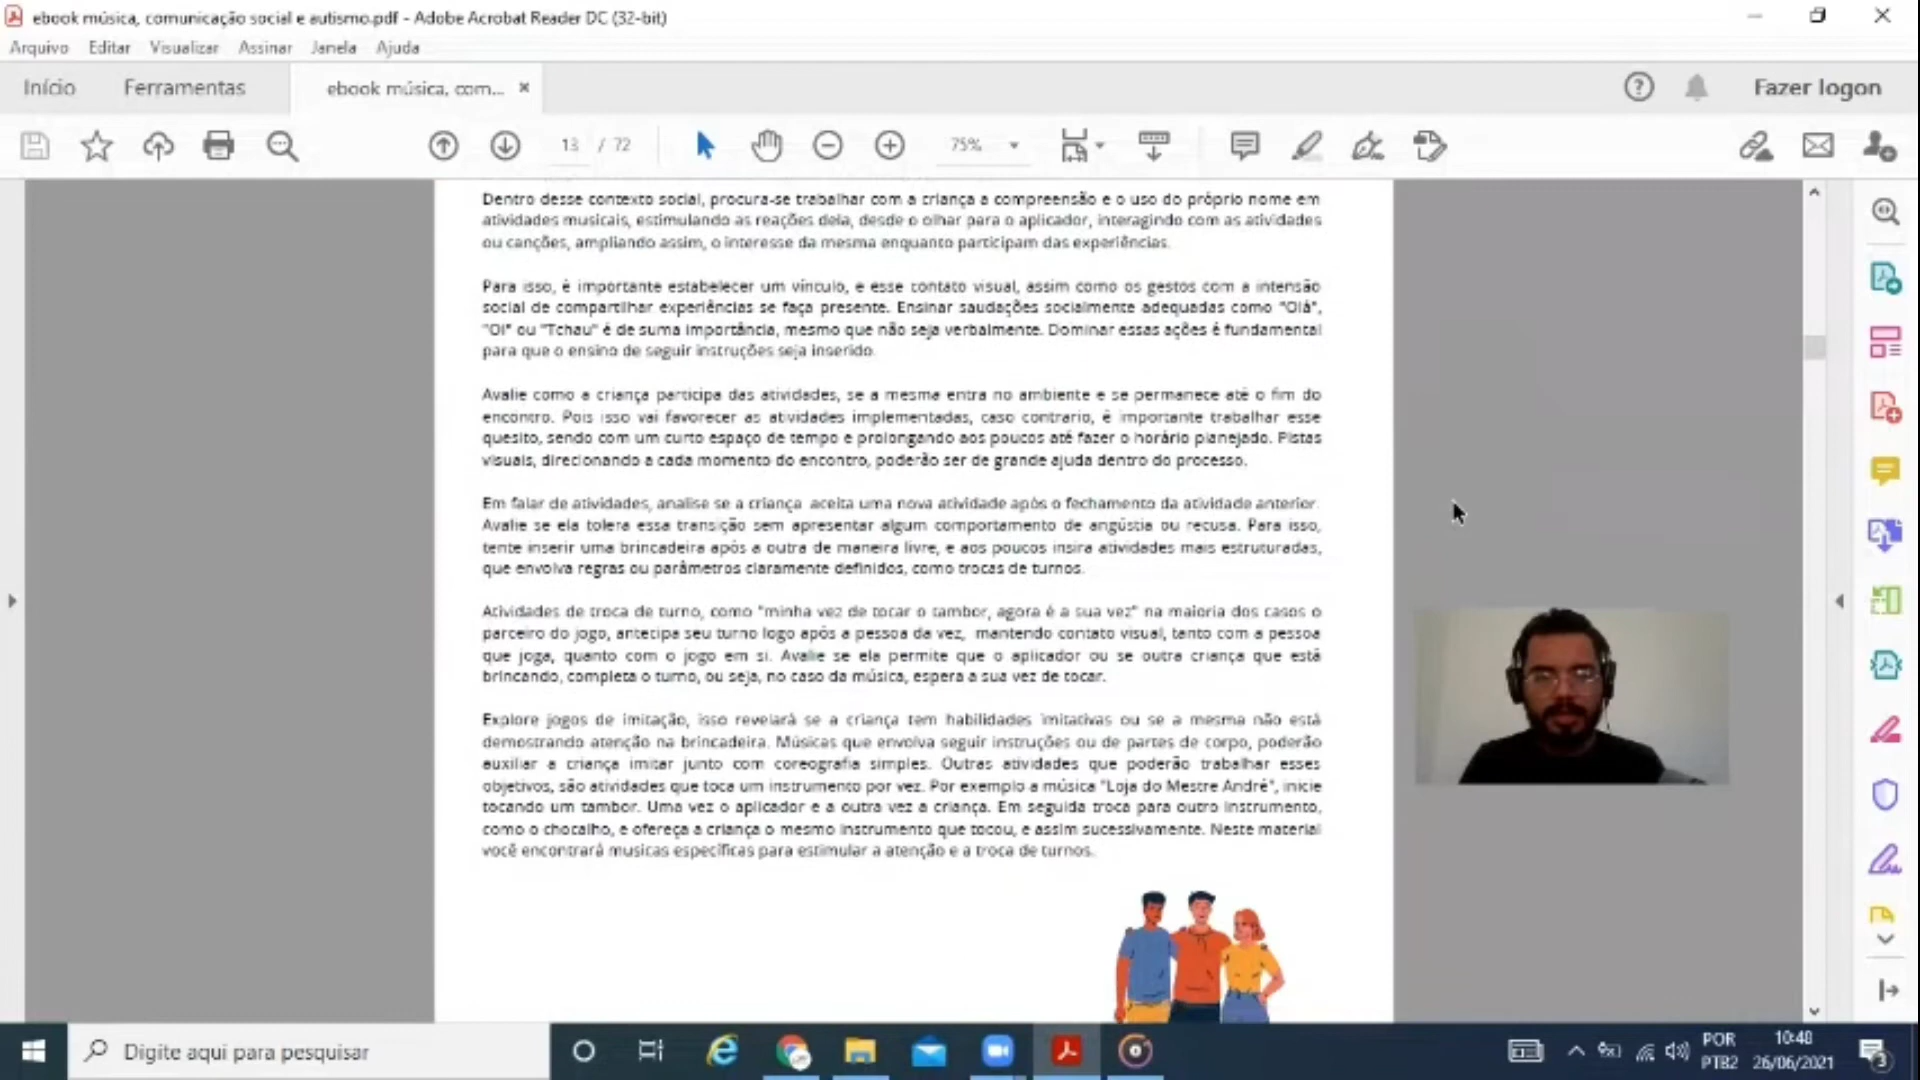 ebook música, comunicação social e autismo.pdf - Adobe Acrobat Reader DC (32-bit)
Arquivo Editar Visualizar Assinar Janela Ajuda
Início Ferramentas ebook música, com... Fazer logon
13 / 72 75%
Dentro desse contexto social, procura-se trabalhar com a criança a compreensão e o uso do próprio nome em
atividades musicais, estimulando as reações dela, desde o olhar para o aplicador, interagindo com as atividades
ou canções, ampliando assim, o interesse da mesma enquanto participam das experiências.
Para isso, é importante estabelecer um vínculo, e esse contato visual, assim como os gestos com a intensão
social de compartilhar experiências se faça presente. Ensinar saudações socialmente adequadas como "Olá",
"Oi" ou "Tchau" é de suma importância, mesmo que não seja verbalmente. Dominar essas ações é fundamental
para que o ensino de seguir instruções seja inserido.
Avalie como a criança participa das atividades, se a mesma entra no ambiente e se permanece até o fim do
encontro. Pois isso vai favorecer as atividades implementadas, caso contrario, é importante trabalhar esse
quesito, sendo com um curto espaço de tempo e prolongando aos poucos até fazer o horário planejado. Pistas
visuais, direcionando a cada momento do encontro, poderão ser de grande ajuda dentro do processo.
Em falar de atividades, analise se a criança aceita uma nova atividade após o fechamento da atividade anterior.
Avalie se ela tolera essa transição sem apresentar algum comportamento de angústia ou recusa. Para isso,
tente inserir uma brincadeira após a outra de maneira livre, e aos poucos insira atividades mais estruturadas,
que envolva regras ou parâmetros claramente definidos, como trocas de turnos.
Atividades de troca de turno, como "minha vez de tocar o tambor, agora é a sua vez" na maioria dos casos o
parceiro do jogo, antecipa seu turno logo após a pessoa da vez, mantendo contato visual, tanto com a pessoa
que joga, quanto com o jogo em si. Avalie se ela permite que o aplicador ou se outra criança que está
brincando, completa o turno, ou seja, no caso da música, espera a sua vez de tocar.
Explore jogos de imitação, isso revelará se a criança tem habilidades imitativas ou se a mesma não está
demostrando atenção na brincadeira. Músicas que envolva seguir instruções ou de partes de corpo, poderão
auxiliar a criança imitar junto com coreografia simples. Outras atividades que poderão trabalhar esses
objetivos, são atividades que toca um instrumento por vez. Por exemplo a música "Loja do Mestre André", inicie
tocando um tambor. Uma vez o aplicador e a outra vez a criança. Em seguida troca para outro instrumento,
como o chocalho, e ofereça a criança o mesmo instrumento que tocou, e assim sucessivamente. Neste material
você encontrará musicas específicas para estimular a atenção e a troca de turnos.
Digite aqui para pesquisar
POR 10:48
PTB2 26/06/2021 3